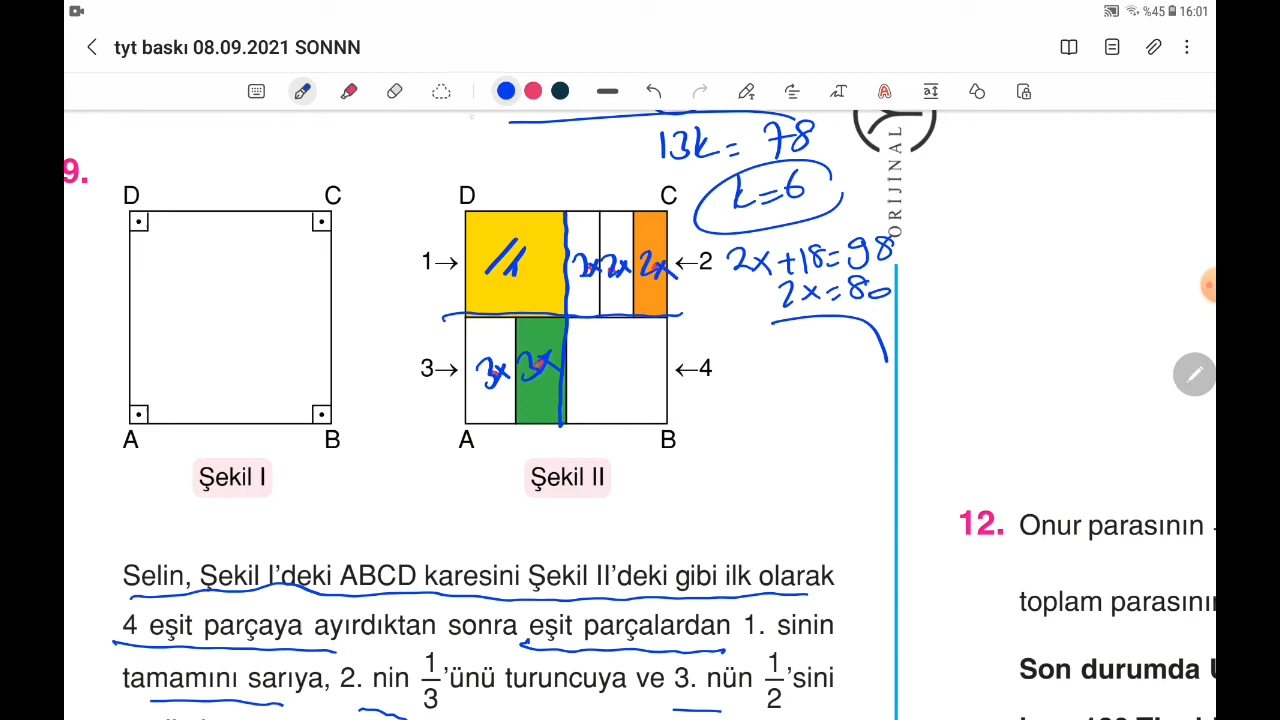 %45 16:01
tyt baskı 08.09.2021 SONNN
13k = 78
k=6
ORİJİNAL
9.
D C
A B
Şekil I
D C
1→ 2x 2x 2x ←2
3→ 3x 3x ←4
A B
Şekil II
2x+18=98
2x=80
Selin, Şekil I'deki ABCD karesini Şekil II'deki gibi ilk olarak
4 eşit parçaya ayırdıktan sonra eşit parçalardan 1. sinin
tamamını sarıya, 2. nin 1/3'ünü turuncuya ve 3. nün 1/2'sini
12. Onur parasının
toplam parasının
Son durumda